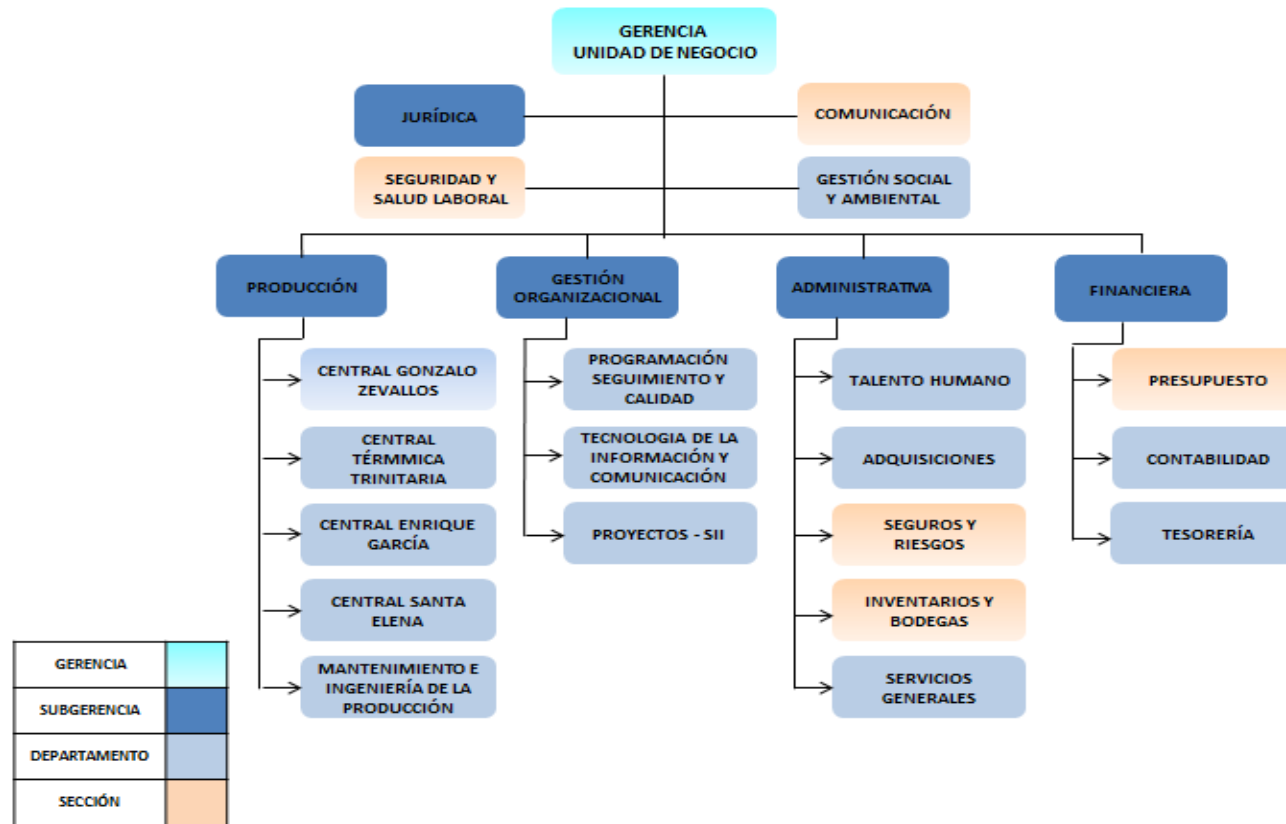 GERENCIA
UNIDAD DE NEGOCIO
JURÍDICA
COMUNICACIÓN
SEGURIDAD Y
SALUD LABORAL
GESTIÓN SOCIAL
Y AMBIENTAL
PRODUCCIÓN
GESTIÓN
ORGANIZACIONAL
ADMINISTRATIVA
FINANCIERA
CENTRAL GONZALO
ZEVALLOS
CENTRAL
TÉRMMICA
TRINITARIA
CENTRAL ENRIQUE
GARCÍA
CENTRAL SANTA
ELENA
MANTENIMIENTO E
INGENIERÍA DE LA
PRODUCCIÓN
PROGRAMACIÓN
SEGUIMIENTO Y
CALIDAD
TECNOLOGIA DE LA
INFORMACIÓN Y
COMUNICACIÓN
PROYECTOS - SII
TALENTO HUMANO
ADQUISICIONES
SEGUROS Y
RIESGOS
INVENTARIOS Y
BODEGAS
SERVICIOS
GENERALES
PRESUPUESTO
CONTABILIDAD
TESORERÍA
GERENCIA
SUBGERENCIA
DEPARTAMENTO
SECCIÓN